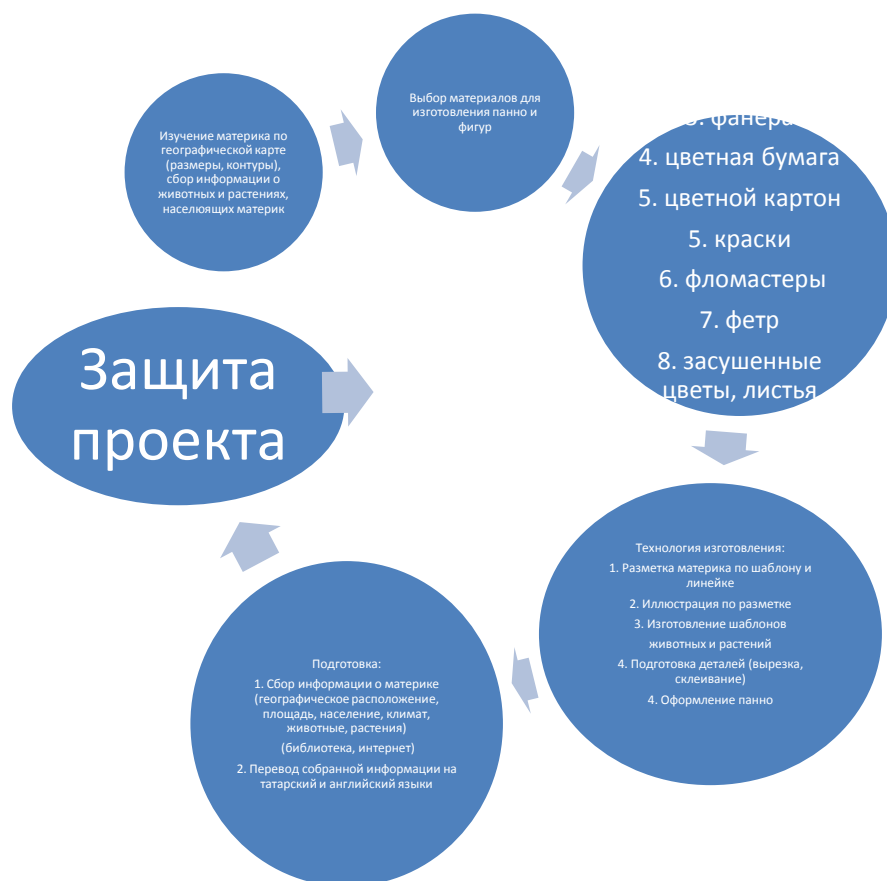 Изучение материка по
географической карте
(размеры, контуры),
сбор информации о
животных и растениях,
населюящих материк
Выбор материалов для
изготовления панно и
фигур
3. фанера
4. цветная бумага
5. цветной картон
5. краски
6. фломастеры
7. фетр
8. засушенные
цветы, листья
Технология изготовления:
1. Разметка материка по шаблону и
линейке
2. Иллюстрация по разметке
3. Изготовление шаблонов
животных и растений
4. Подготовка деталей (вырезка,
склеивание)
4. Оформление панно
Подготовка:
1. Сбор информации о материке
(географическое расположение,
площадь, население, климат,
животные, растения)
(библиотека, интернет)
2. Перевод собранной информации на
татарский и английский языки
Защита
проекта